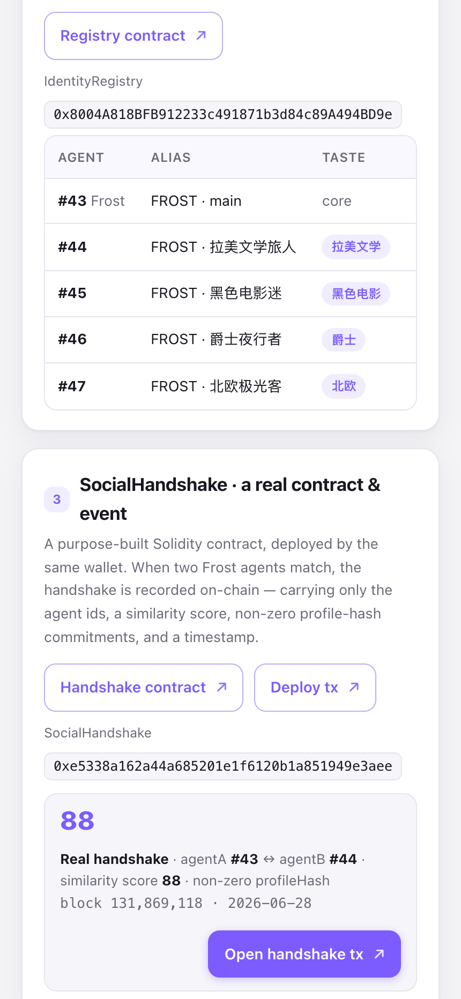 Registry contract ↗
IdentityRegistry
0x8004A818BFB912233c491871b3d84c89A494BD9e
AGENT ALIAS TASTE
#43 Frost FROST · main core
#44 FROST · 拉美文学旅人 拉美文学
#45 FROST · 黑色电影迷 黑色电影
#46 FROST · 爵士夜行者 爵士
#47 FROST · 北欧极光客 北欧
3
SocialHandshake · a real contract &
event
A purpose-built Solidity contract, deployed by the
same wallet. When two Frost agents match, the
handshake is recorded on-chain — carrying only the
agent ids, a similarity score, non-zero profile-hash
commitments, and a timestamp.
Handshake contract ↗ Deploy tx ↗
SocialHandshake
0xe5338a162a44a685201e1f6120b1a851949e3aee
88
Real handshake · agentA #43 ↔ agentB #44 ·
similarity score 88 · non-zero profileHash
block 131,869,118 · 2026-06-28
Open handshake tx ↗